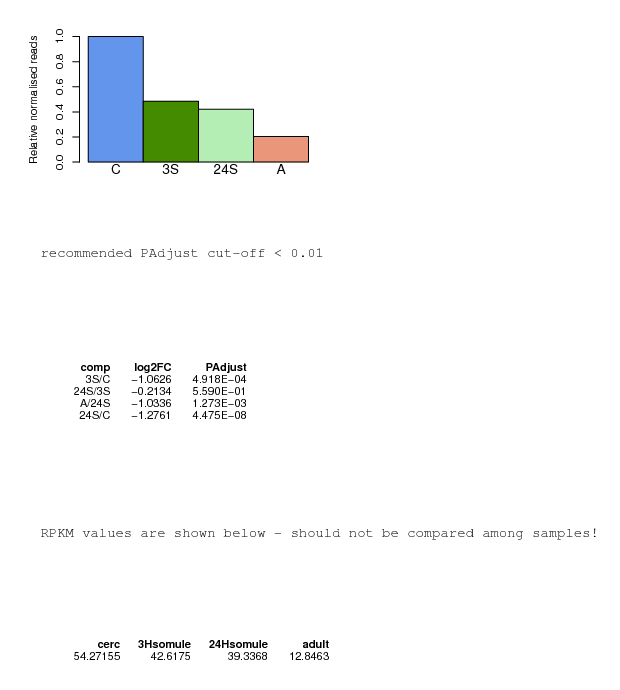 Relative normalised reads
1.0
0.8
0.6
0.4
0.2
0.0
C 3S 24S A
recommended PAdjust cut-off < 0.01
comp log2FC PAdjust
3S/C −1.0626 4.918E−04
24S/3S −0.2134 5.590E−01
A/24S −1.0336 1.273E−03
24S/C −1.2761 4.475E−08
RPKM values are shown below - should not be compared among samples!
cerc 3Hsomule 24Hsomule adult
54.27155 42.6175 39.3368 12.8463